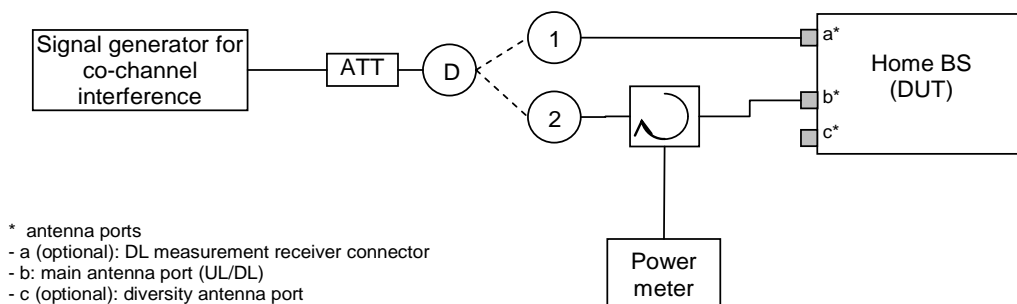 Signal generator for
co-channel
interference
ATT
D
1
2
a*
b*
c*
Home BS
(DUT)
Power
meter
* antenna ports
- a (optional): DL measurement receiver connector
- b: main antenna port (UL/DL)
- c (optional): diversity antenna port